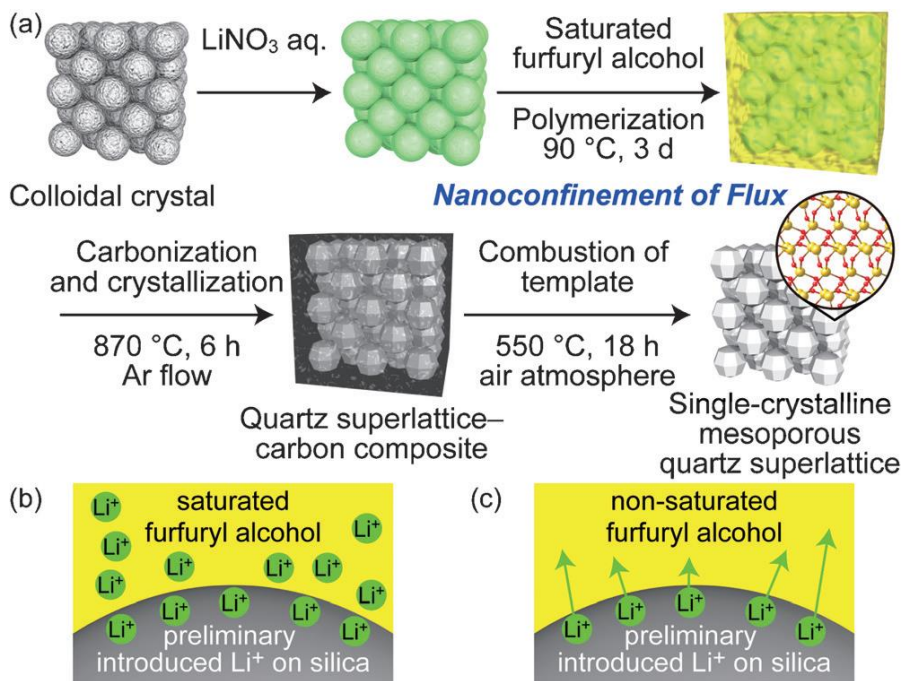 (a)
LiNO₃ aq.
Saturated
furfuryl alcohol
Polymerization
90 °C, 3 d
Colloidal crystal
Nanoconfinement of Flux
Carbonization
and crystallization
870 °C, 6 h
Ar flow
Combustion of
template
550 °C, 18 h
air atmosphere
Quartz superlattice–
carbon composite
Single-crystalline
mesoporous
quartz superlattice
(b)
saturated
furfuryl alcohol
Li⁺
Li⁺
Li⁺
Li⁺
Li⁺
Li⁺
Li⁺
Li⁺
Li⁺
Li⁺
Li⁺
Li⁺
Li⁺
Li⁺
preliminary
introduced Li⁺ on silica
(c)
non-saturated
furfuryl alcohol
Li⁺
Li⁺
Li⁺
Li⁺
Li⁺
preliminary
introduced Li⁺ on silica